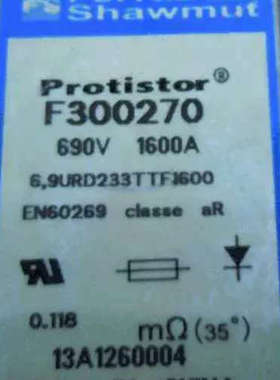 Shawmut
Protistor®
F300270
690V 1600A
6,9URD233TTF1600
EN60269 classe aR
0.118 mΩ (35°)
13A1260004